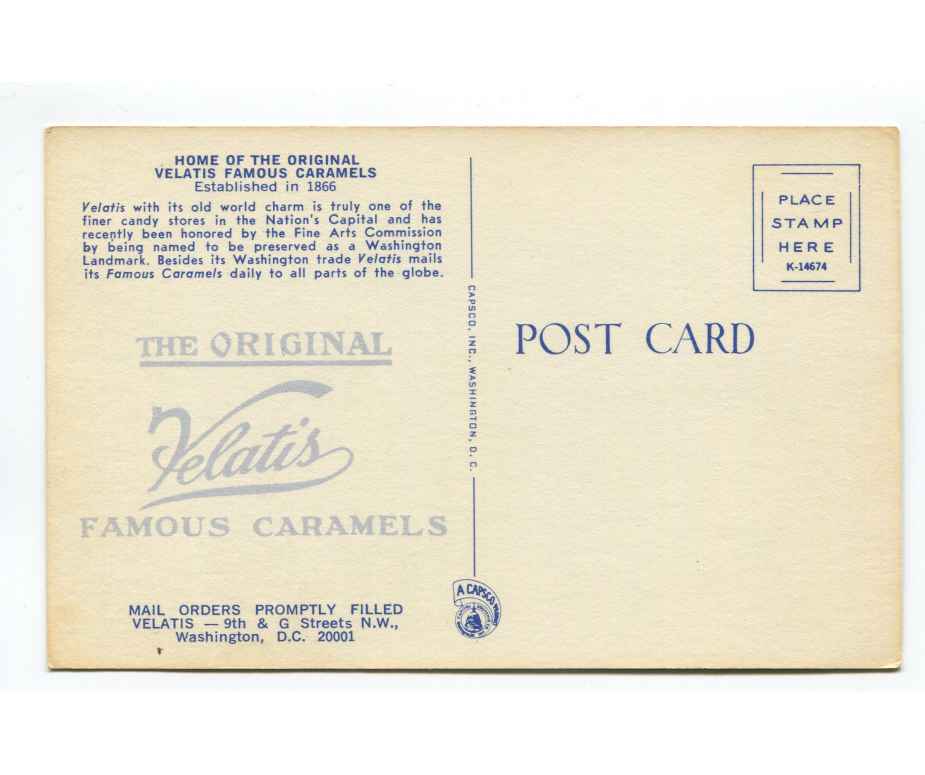 HOME OF THE ORIGINAL
VELATIS FAMOUS CARAMELS
Established in 1866
Velatis with its old world charm is truly one of the
finer candy stores in the Nation's Capital and has
recently been honored by the Fine Arts Commission
by being named to be preserved as a Washington
Landmark. Besides its Washington trade Velatis mails
its Famous Caramels daily to all parts of the globe.
THE ORIGINAL
Velatis
FAMOUS CARAMELS
MAIL ORDERS PROMPTLY FILLED
VELATIS — 9th & G Streets N.W.,
Washington, D.C. 20001
CAPSCO, INC., WASHINGTON, D. C.
A CAPSCO
POST CARD
PLACE
STAMP
HERE
K-14674